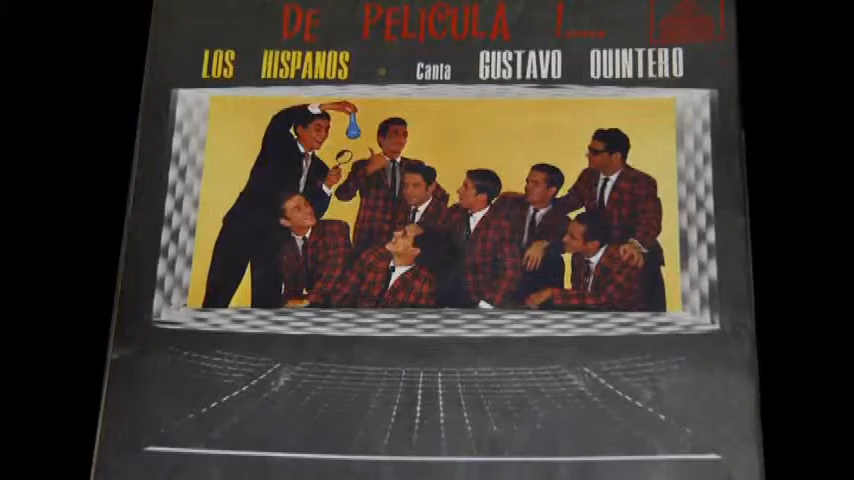 DE PELICULA !....
LOS HISPANOS Canta GUSTAVO QUINTERO